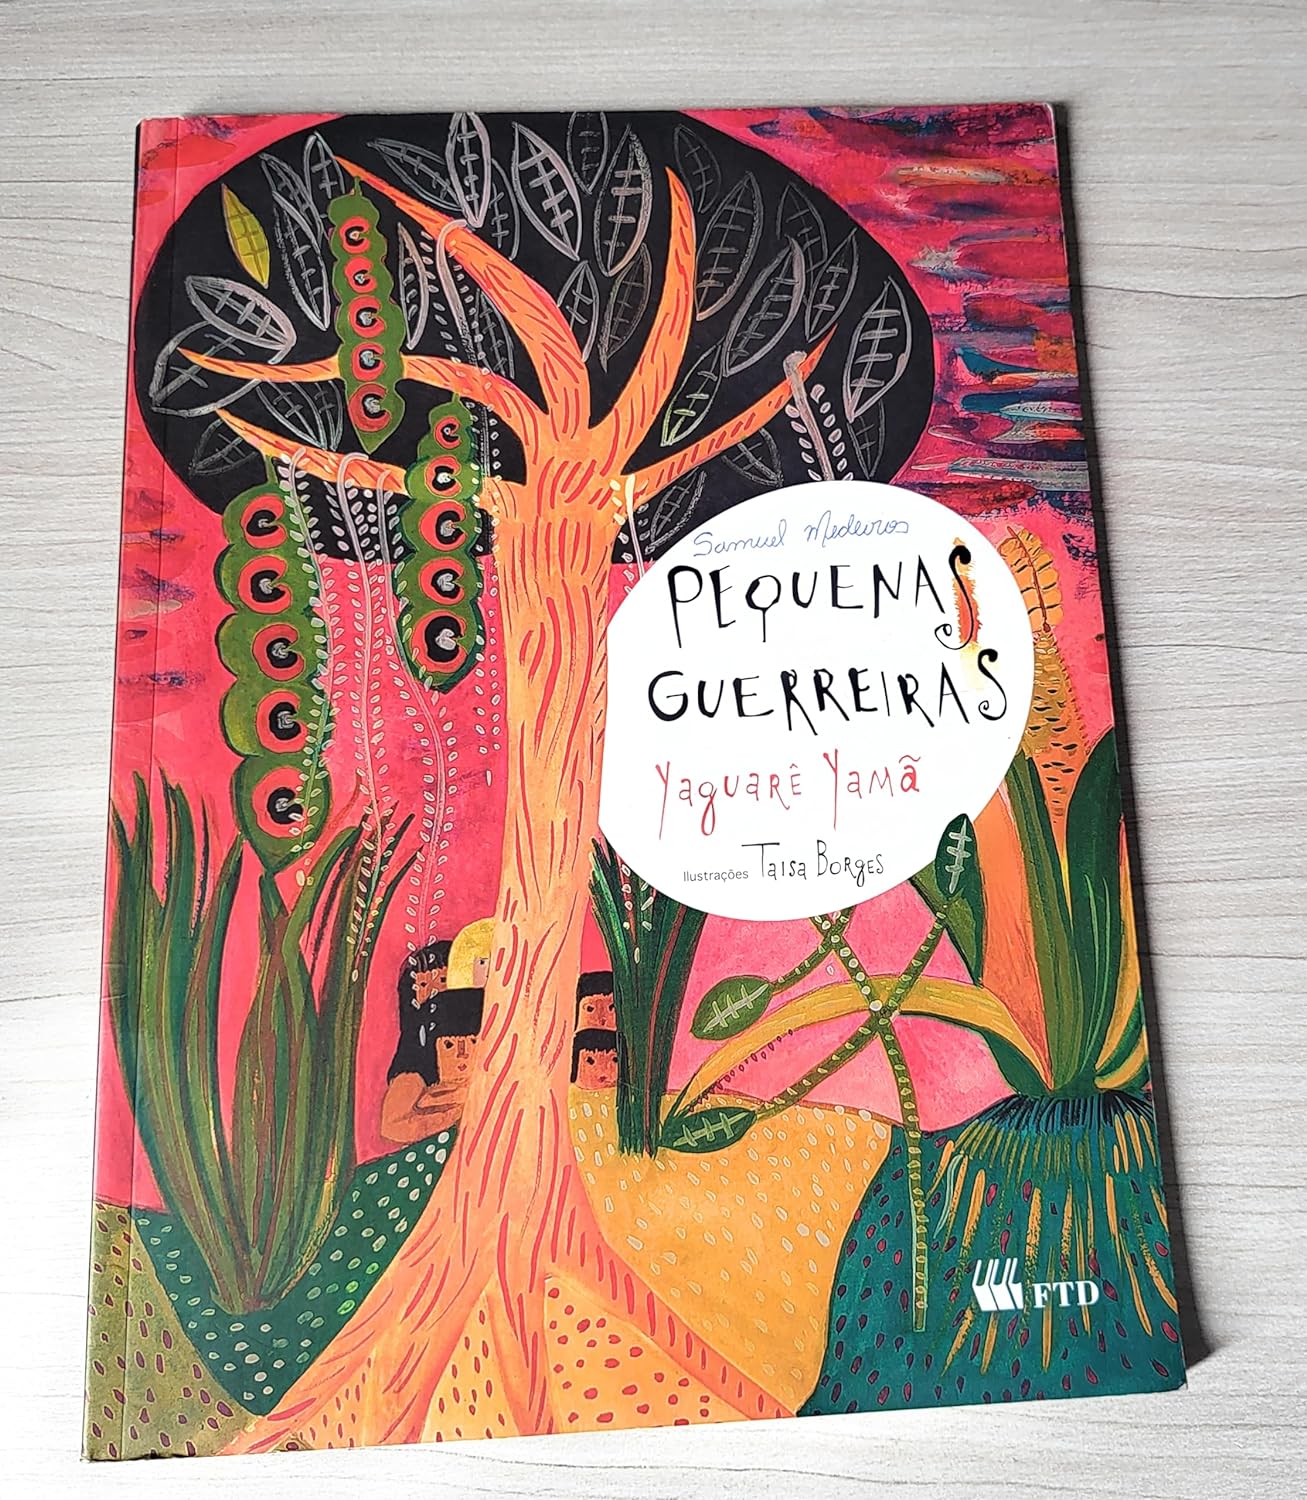 Samuel Medeiros
PEQUENAS
GUERREIRAS
Yaguarê Yamã
Ilustrações Taisa Borges
FTD